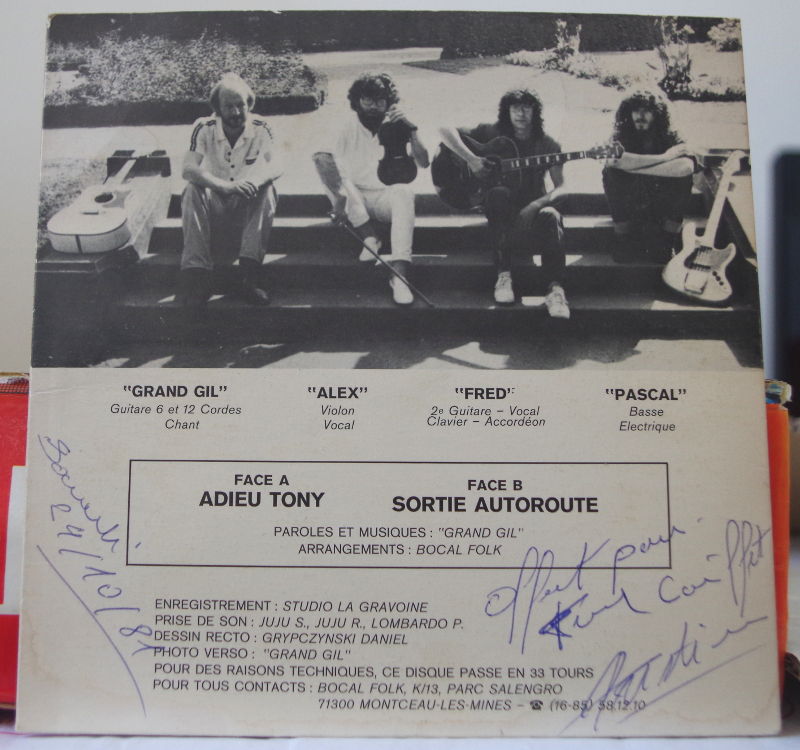 "GRAND GIL"
Guitare 6 et 12 Cordes
Chant
"ALEX"
Violon
Vocal
"FRED"
2e Guitare – Vocal
Clavier – Accordéon
"PASCAL"
Basse
Electrique
FACE A
ADIEU TONY
FACE B
SORTIE AUTOROUTE
PAROLES ET MUSIQUES : "GRAND GIL"
ARRANGEMENTS : BOCAL FOLK
offert pour
ENREGISTREMENT : STUDIO LA GRAVOINE
PRISE DE SON : JUJU S., JUJU R., LOMBARDO P.
DESSIN RECTO : GRYPCZYNSKI DANIEL
PHOTO VERSO : "GRAND GIL"
POUR DES RAISONS TECHNIQUES, CE DISQUE PASSE EN 33 TOURS
POUR TOUS CONTACTS : BOCAL FOLK, K/13, PARC SALENGRO
71300 MONTCEAU-LES-MINES – ☎ (16-85) 58.12.10